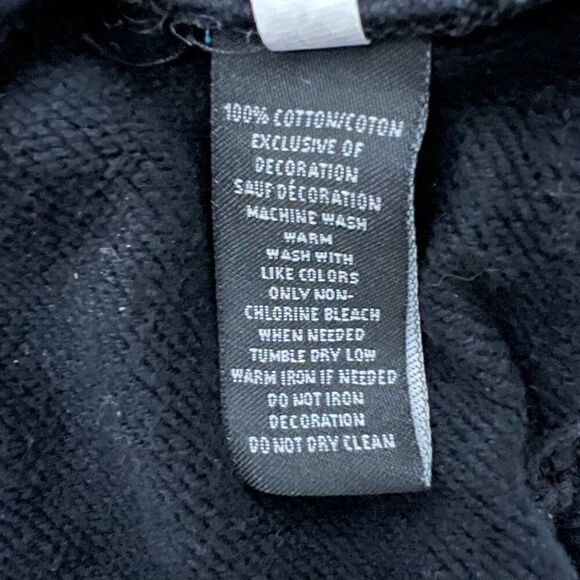 100% COTTON/COTON
EXCLUSIVE OF
DECORATION
SAUF DÉCORATION
MACHINE WASH
WARM
WASH WITH
LIKE COLORS
ONLY NON-
CHLORINE BLEACH
WHEN NEEDED
TUMBLE DRY LOW
WARM IRON IF NEEDED
DO NOT IRON
DECORATION
DO NOT DRY CLEAN